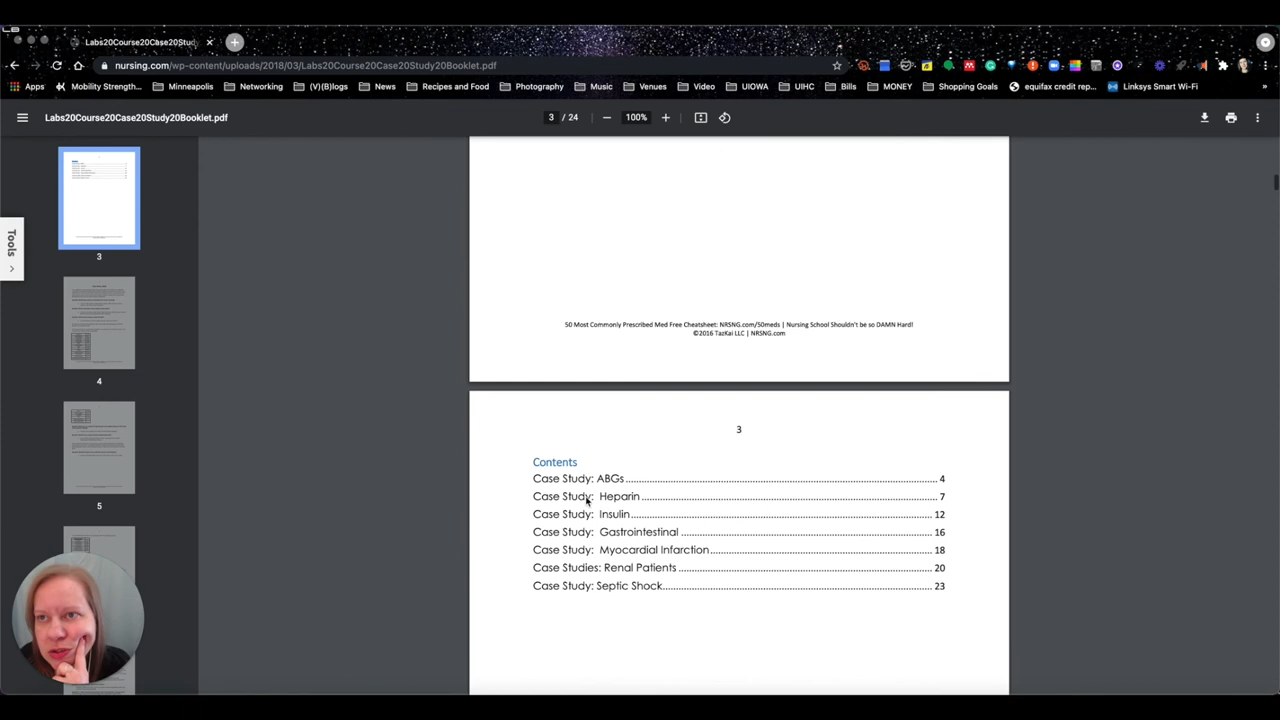 Labs20Course20Case20Study
nursing.com/wp-content/uploads/2018/03/Labs20Course20Case20Study20Booklet.pdf
Apps Mobility Strength... Minneapolis Networking (V)(B)logs News Recipes and Food Photography Music Venues Video UIOWA UIHC Bills MONEY Shopping Goals equifax credit rep... Linksys Smart Wi-Fi »
Labs20Course20Case20Study20Booklet.pdf 3 / 24 100%
Tools
3
4
5
50 Most Commonly Prescribed Med Free Cheatsheet: NRSNG.com/50meds | Nursing School Shouldn't be so DAMN Hard!
©2016 TazKai LLC | NRSNG.com
3
Contents
Case Study: ABGs 4
Case Study: Heparin 7
Case Study: Insulin 12
Case Study: Gastrointestinal 16
Case Study: Myocardial Infarction 18
Case Studies: Renal Patients 20
Case Study: Septic Shock 23